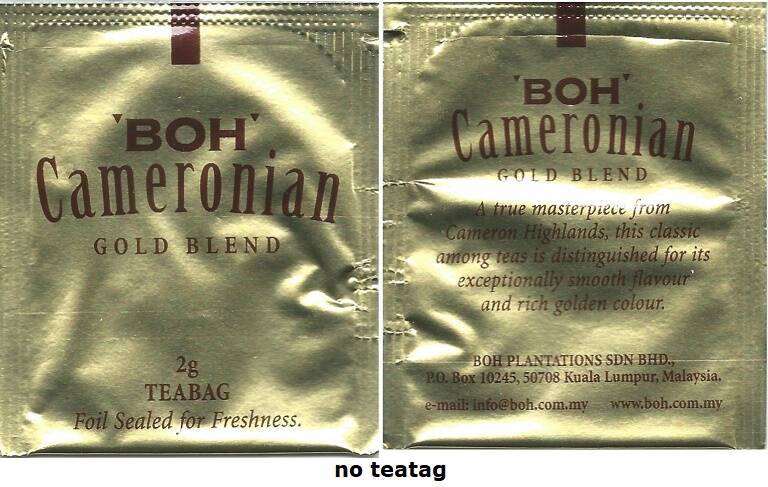 'BOH'
Cameronian
GOLD BLEND
2g
TEABAG
Foil Sealed for Freshness.
'BOH'
Cameronian
GOLD BLEND
A true masterpiece from
Cameron Highlands, this classic
among teas is distinguished for its
exceptionally smooth flavour
and rich golden colour.
BOH PLANTATIONS SDN BHD.,
P.O. Box 10245, 50708 Kuala Lumpur, Malaysia.
e-mail: info@boh.com.my www.boh.com.my
no teatag